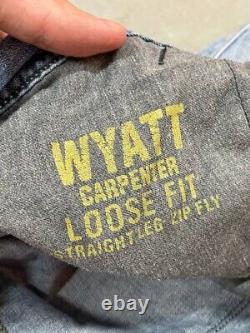 WYATT
CARPENTER
LOOSE FIT
STRAIGHT LEG ZIP FLY